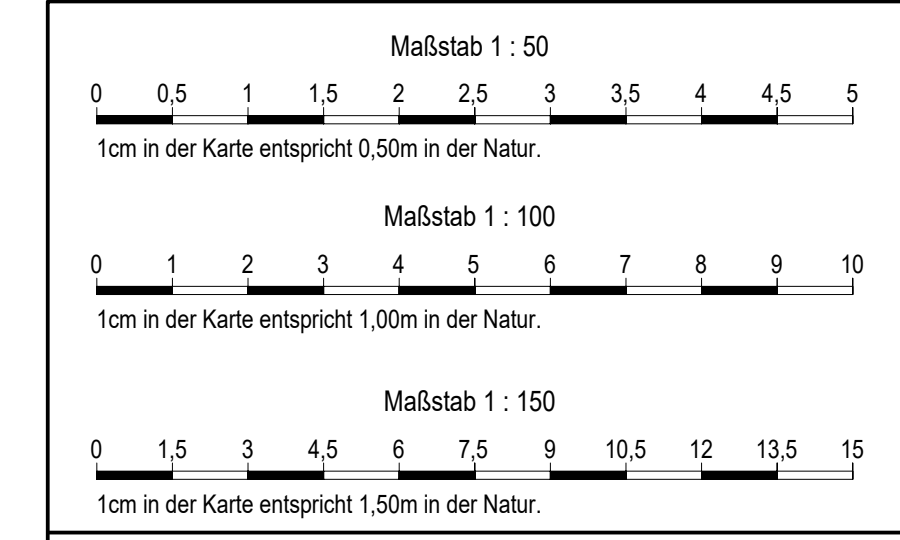 Maßstab 1 : 50
0 0,5 1 1,5 2 2,5 3 3,5 4 4,5 5
1cm in der Karte entspricht 0,50m in der Natur.
Maßstab 1 : 100
0 1 2 3 4 5 6 7 8 9 10
1cm in der Karte entspricht 1,00m in der Natur.
Maßstab 1 : 150
0 1,5 3 4,5 6 7,5 9 10,5 12 13,5 15
1cm in der Karte entspricht 1,50m in der Natur.